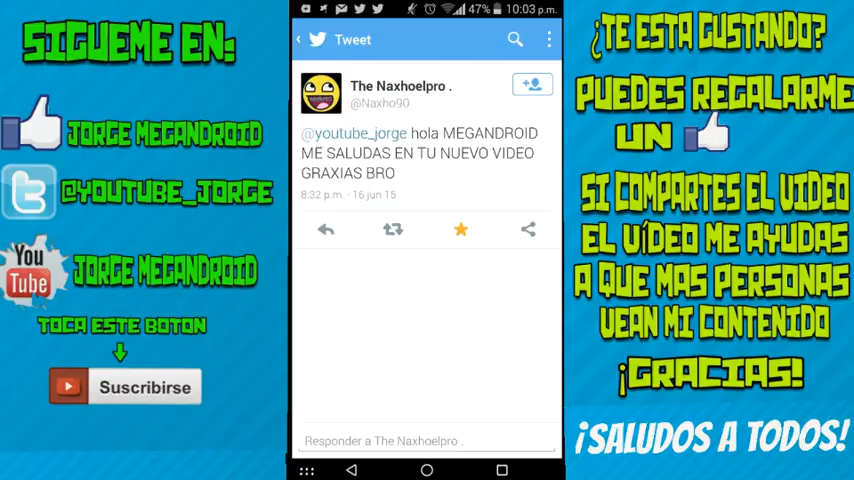 SIGUEME EN:
JORGE MEGANDROID
@YOUTUBE_JORGE
You
Tube
JORGE MEGANDROID
TOCA ESTE BOTON
Suscribirse
47% 10:03 p.m.
Tweet
The Naxhoelpro .
@Naxho90
@youtube_jorge hola MEGANDROID
ME SALUDAS EN TU NUEVO VIDEO
GRAXIAS BRO
8:32 p.m. · 16 jun 15
Responder a The Naxhoelpro .
¿TE ESTA GUSTANDO?
PUEDES REGALARME
UN
SI COMPARTES EL VIDEO
EL VÍDEO ME AYUDAS
A QUE MAS PERSONAS
VEAN MI CONTENIDO
¡GRACIAS!
¡SALUDOS A TODOS!